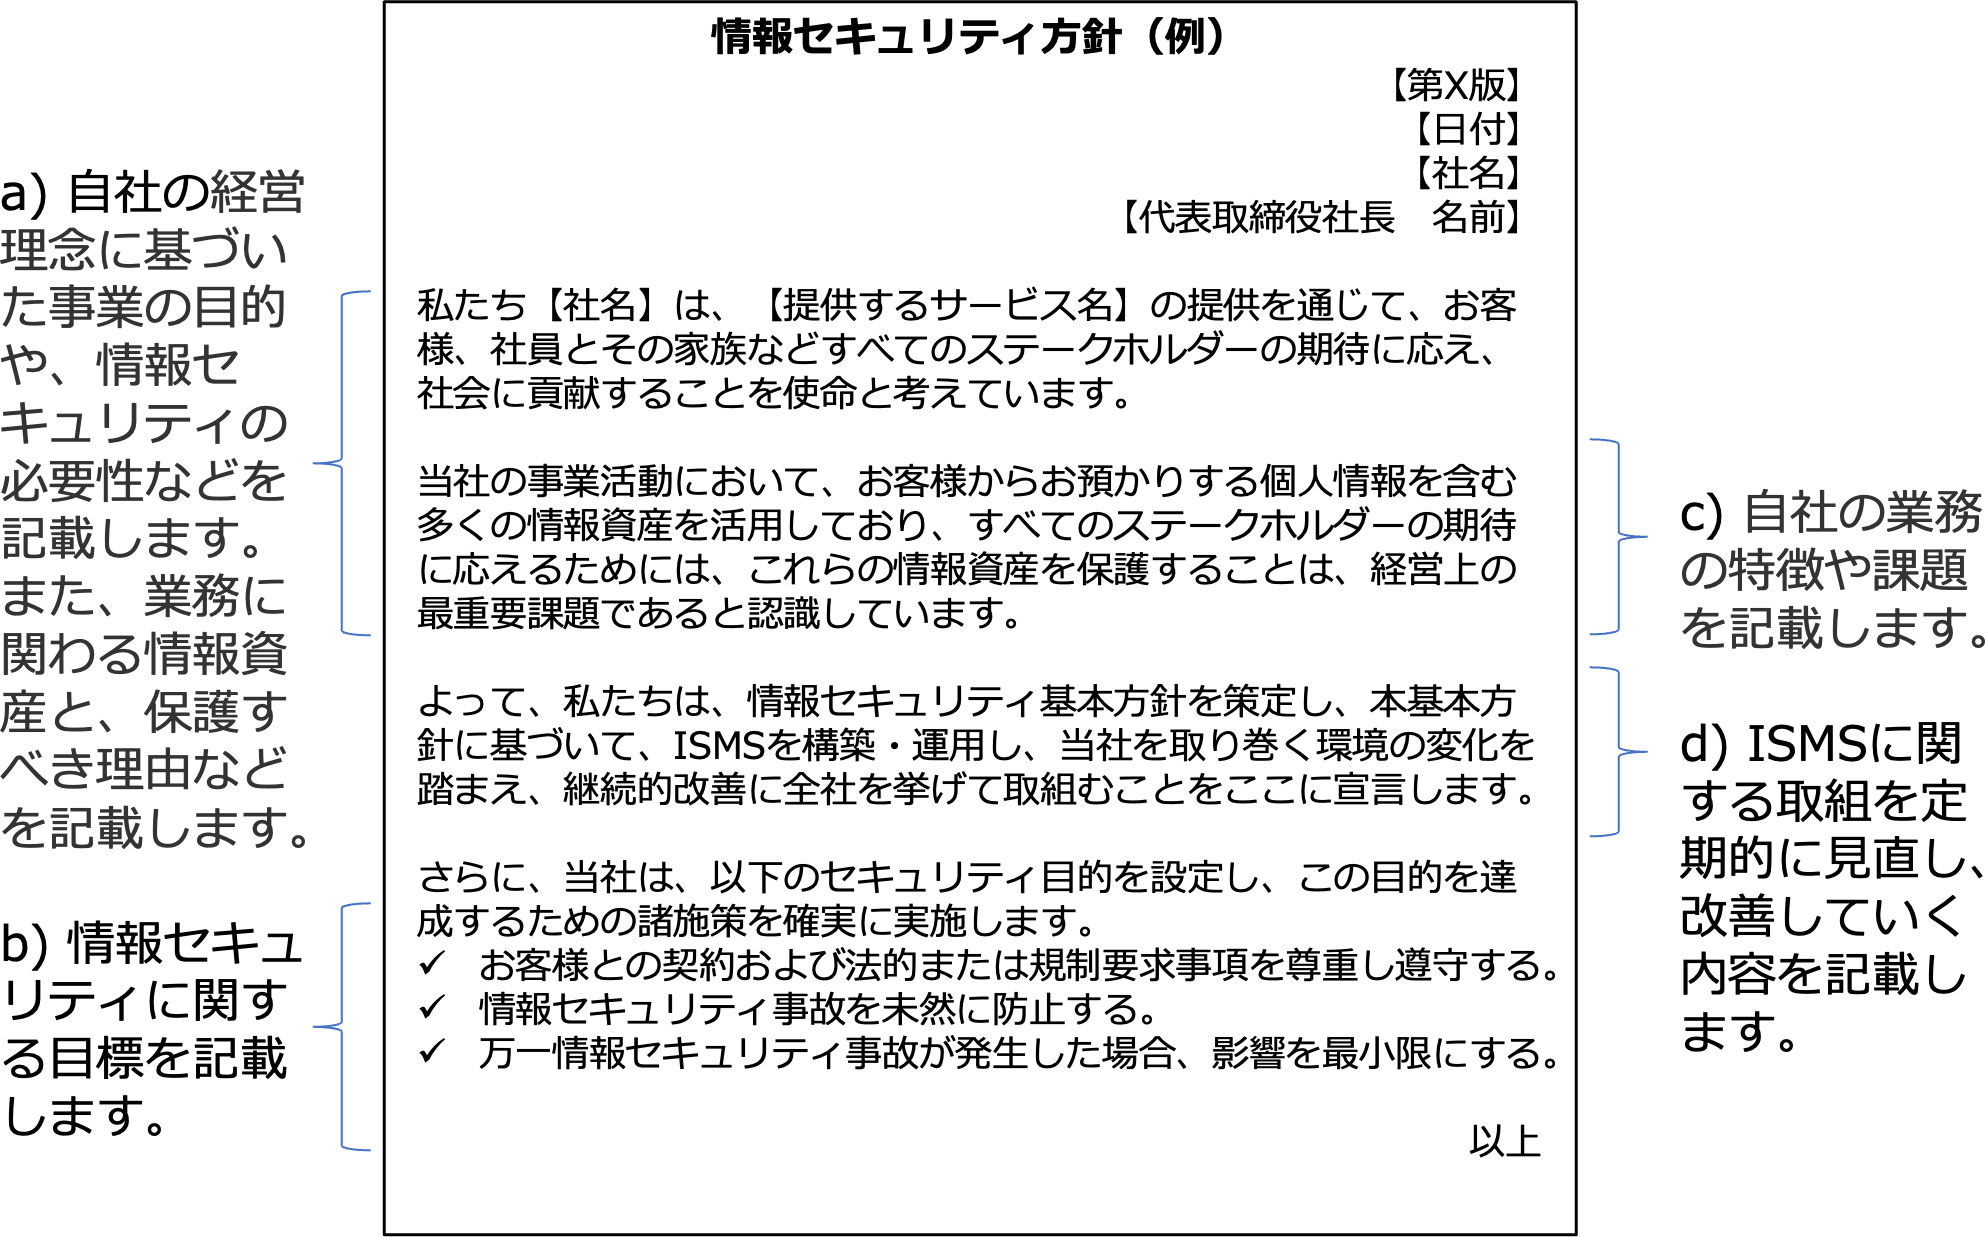 情報セキュリティ方針（例）
【第X版】
【日付】
【社名】
【代表取締役社長　名前】
a) 自社の経営
理念に基づい
た事業の目的
や、情報セ
キュリティの
必要性などを
記載します。
また、業務に
関わる情報資
産と、保護す
べき理由など
を記載します。
b) 情報セキュ
リティに関す
る目標を記載
します。
私たち【社名】は、【提供するサービス名】の提供を通じて、お客
様、社員とその家族などすべてのステークホルダーの期待に応え、
社会に貢献することを使命と考えています。
当社の事業活動において、お客様からお預かりする個人情報を含む
多くの情報資産を活用しており、すべてのステークホルダーの期待
に応えるためには、これらの情報資産を保護することは、経営上の
最重要課題であると認識しています。
よって、私たちは、情報セキュリティ基本方針を策定し、本基本方
針に基づいて、ISMSを構築・運用し、当社を取り巻く環境の変化を
踏まえ、継続的改善に全社を挙げて取組むことをここに宣言します。
さらに、当社は、以下のセキュリティ目的を設定し、この目的を達
成するための諸施策を確実に実施します。
✓ お客様との契約および法的または規制要求事項を尊重し遵守する。
✓ 情報セキュリティ事故を未然に防止する。
✓ 万一情報セキュリティ事故が発生した場合、影響を最小限にする。
以上
c) 自社の業務
の特徴や課題
を記載します。
d) ISMSに関
する取組を定
期的に見直し、
改善していく
内容を記載し
ます。